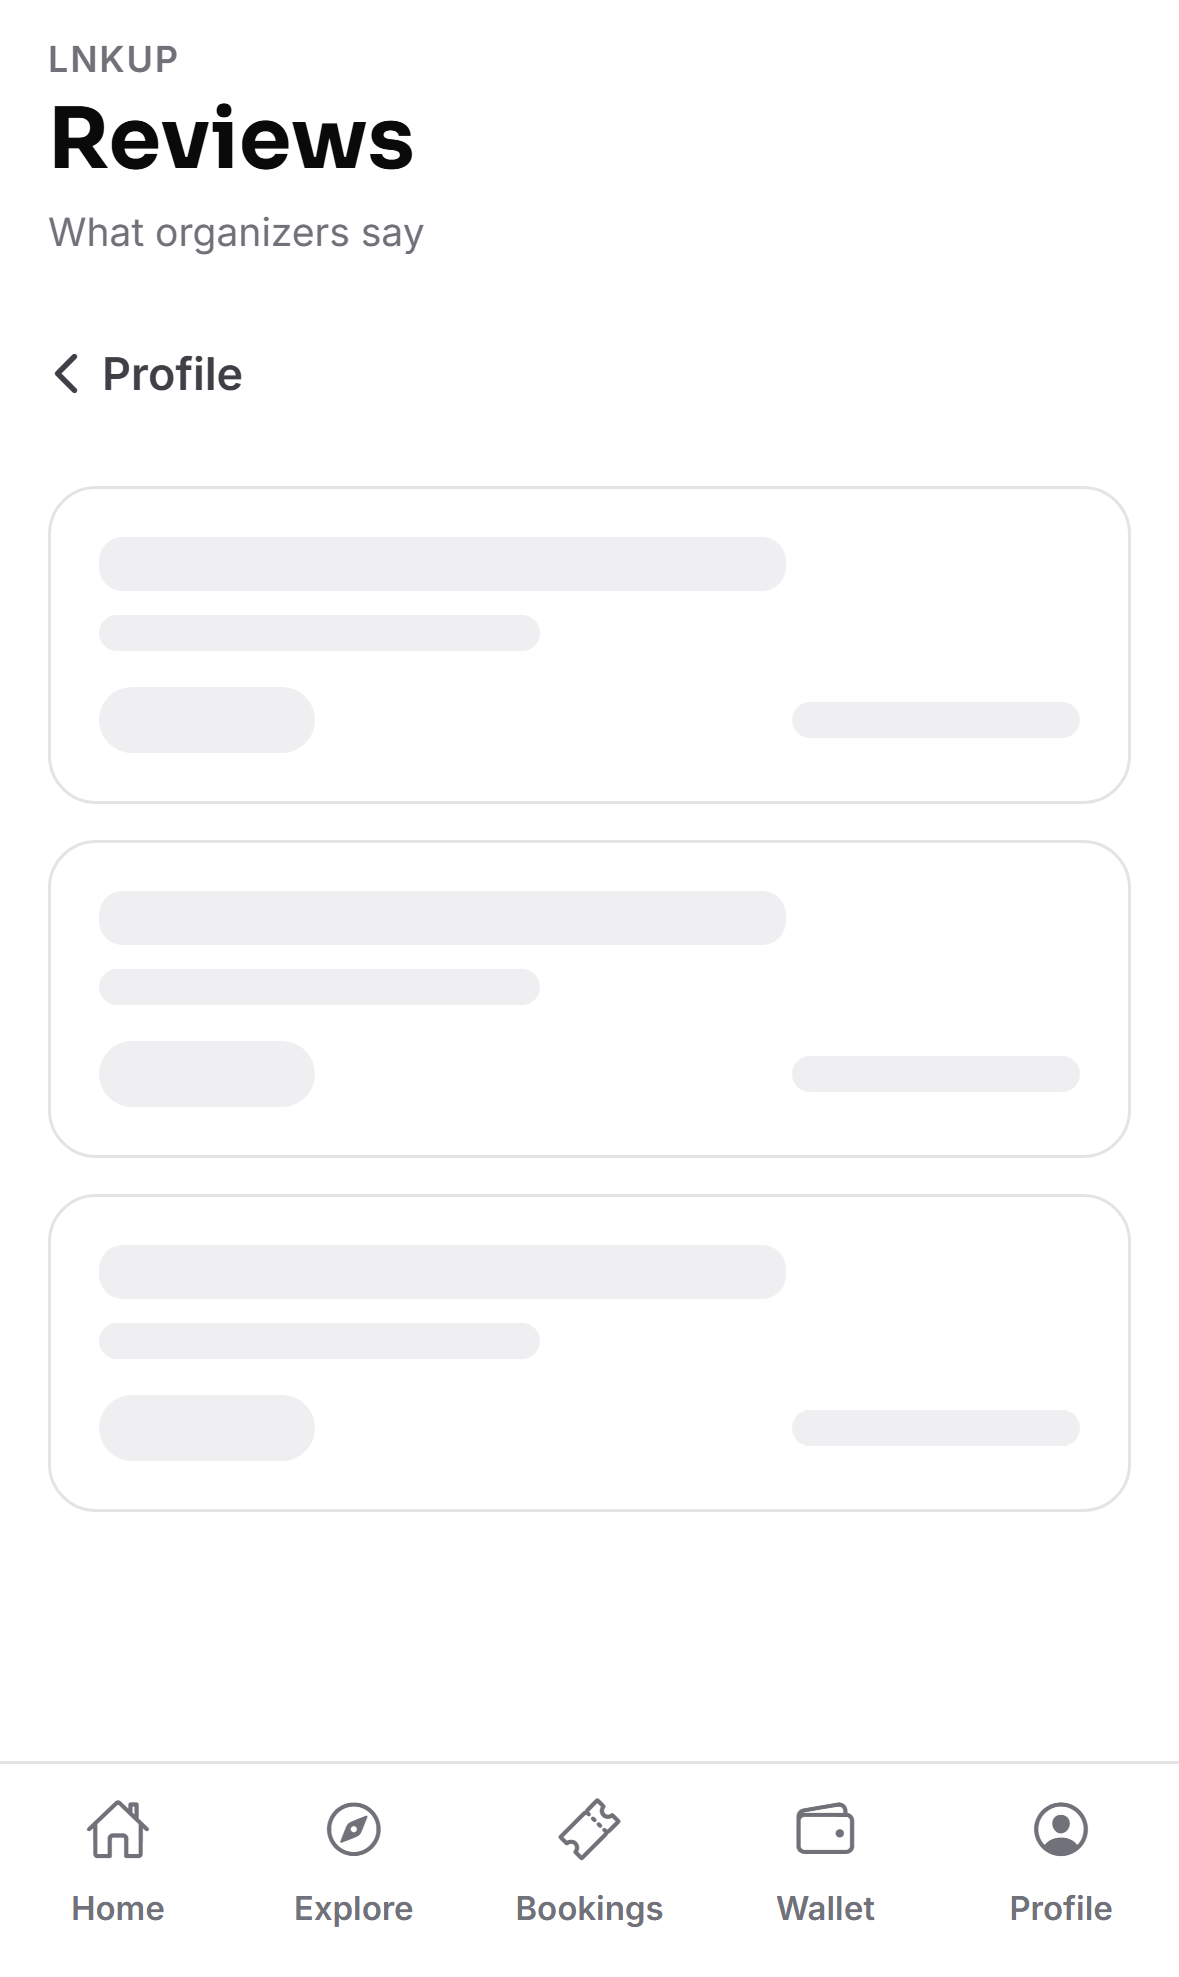 LNKUP
Reviews
What organizers say
Profile
Home
Explore
Bookings
Wallet
Profile